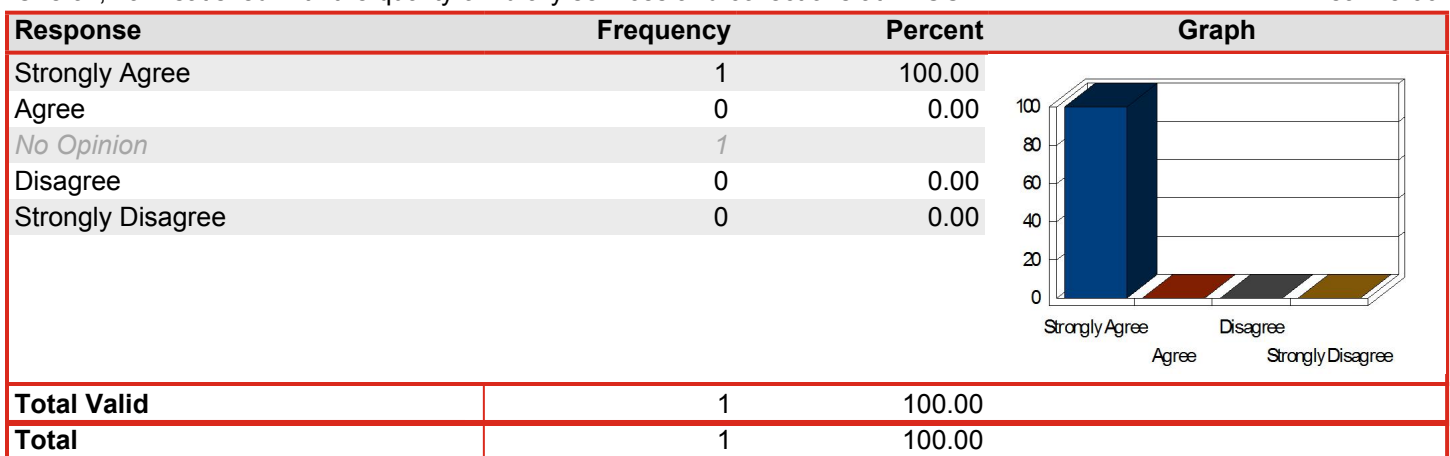 Response Frequency Percent Graph
Strongly Agree 1 100.00
Agree 0 0.00
No Opinion 1
Disagree 0 0.00
Strongly Disagree 0 0.00
100
80
60
40
20
0
Strongly Agree Disagree
Agree Strongly Disagree
Total Valid 1 100.00
Total 1 100.00